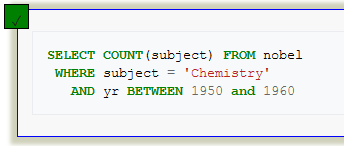 SELECT COUNT(subject) FROM nobel
WHERE subject = 'Chemistry'
AND yr BETWEEN 1950 and 1960